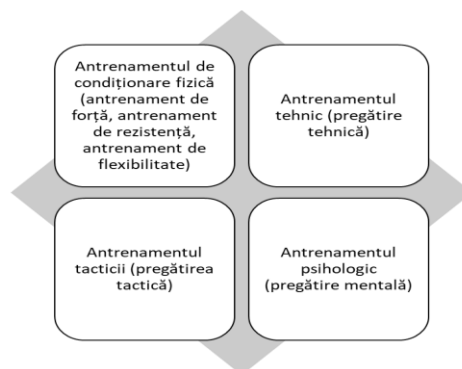 Antrenamentul de
condiționare fizică
(antrenament de
forță, antrenament
de rezistență,
antrenament de
flexibilitate)
Antrenamentul
tehnic (pregătire
tehnică)
Antrenamentul
tacticii (pregătirea
tactică)
Antrenamentul
psihologic
(pregătire mentală)